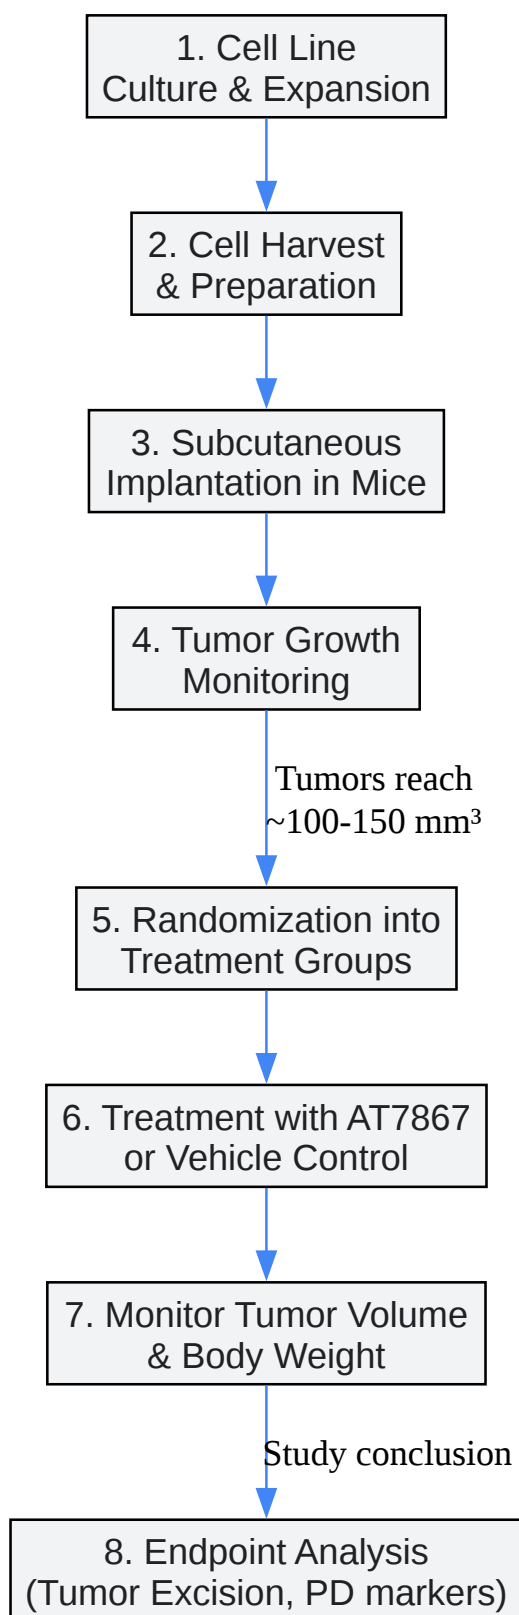 1. Cell Line
Culture & Expansion
2. Cell Harvest
& Preparation
3. Subcutaneous
Implantation in Mice
4. Tumor Growth
Monitoring
Tumors reach
~100-150 mm³
5. Randomization into
Treatment Groups
6. Treatment with AT7867
or Vehicle Control
7. Monitor Tumor Volume
& Body Weight
Study conclusion
8. Endpoint Analysis
(Tumor Excision, PD markers)